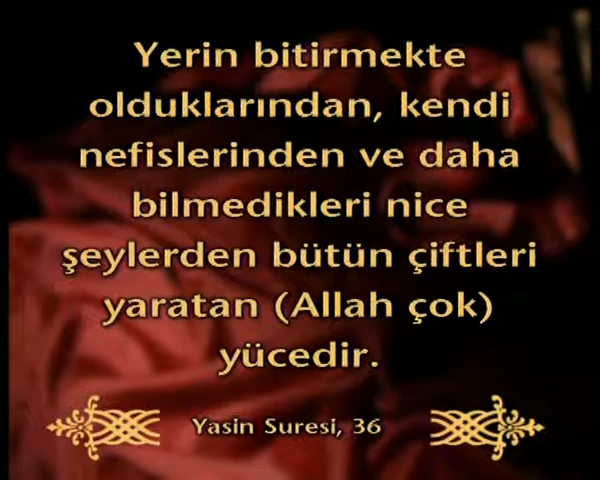 Yerin bitirmekte
olduklarından, kendi
nefislerinden ve daha
bilmedikleri nice
şeylerden bütün çiftleri
yaratan (Allah çok)
yücedir.
Yasin Suresi, 36